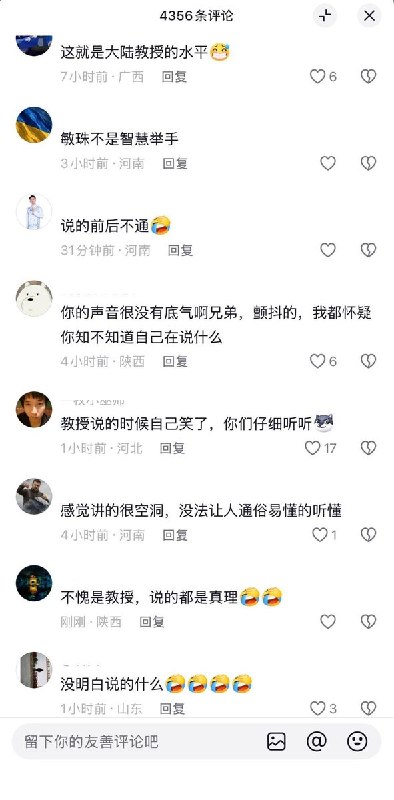 4356条评论
这就是大陆教授的水平
7小时前·广西 回复 6
敏珠不是智慧举手
3小时前·河南 回复
说的前后不通
31分钟前·河南 回复
你的声音很没有底气啊兄弟，颤抖的，我都怀疑
你知不知道自己在说什么
4小时前·陕西 回复 6
教授说的时候自己笑了，你们仔细听听
1小时前·河北 回复 17
感觉讲的很空洞，没法让人通俗易懂的听懂
4小时前·河南 回复 1
不愧是教授，说的都是真理
刚刚·陕西 回复
没明白说的什么
1小时前·山东 回复 3
留下你的友善评论吧 @